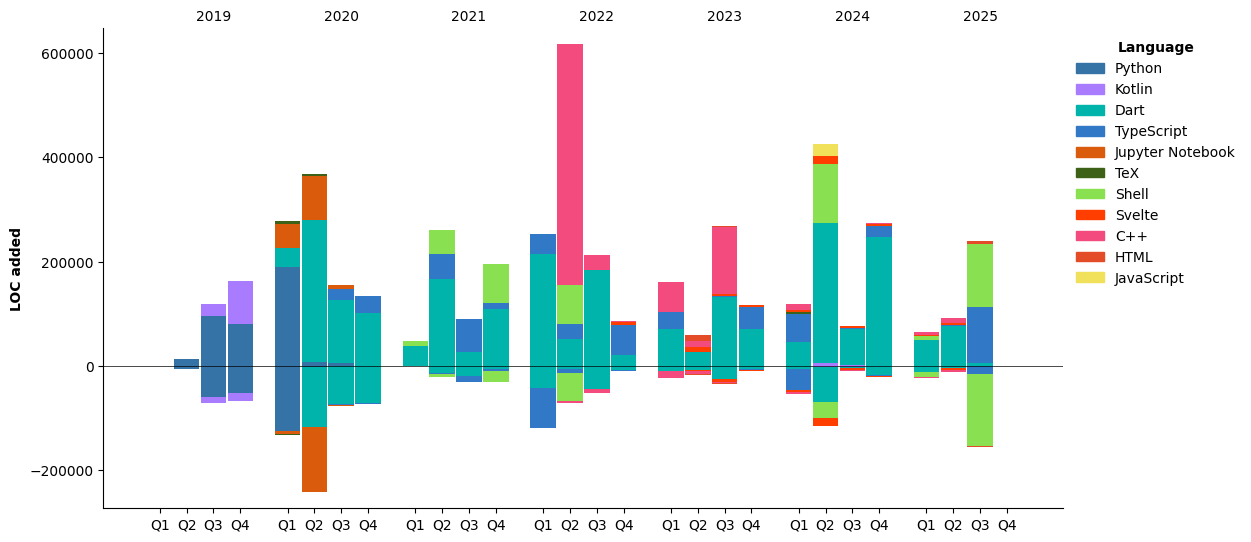 2019 2020 2021 2022 2023 2024 2025
LOC added
600000
400000
200000
0
−200000
Q1 Q2 Q3 Q4 Q1 Q2 Q3 Q4 Q1 Q2 Q3 Q4 Q1 Q2 Q3 Q4 Q1 Q2 Q3 Q4 Q1 Q2 Q3 Q4 Q1 Q2 Q3 Q4
Language
Python
Kotlin
Dart
TypeScript
Jupyter Notebook
TeX
Shell
Svelte
C++
HTML
JavaScript